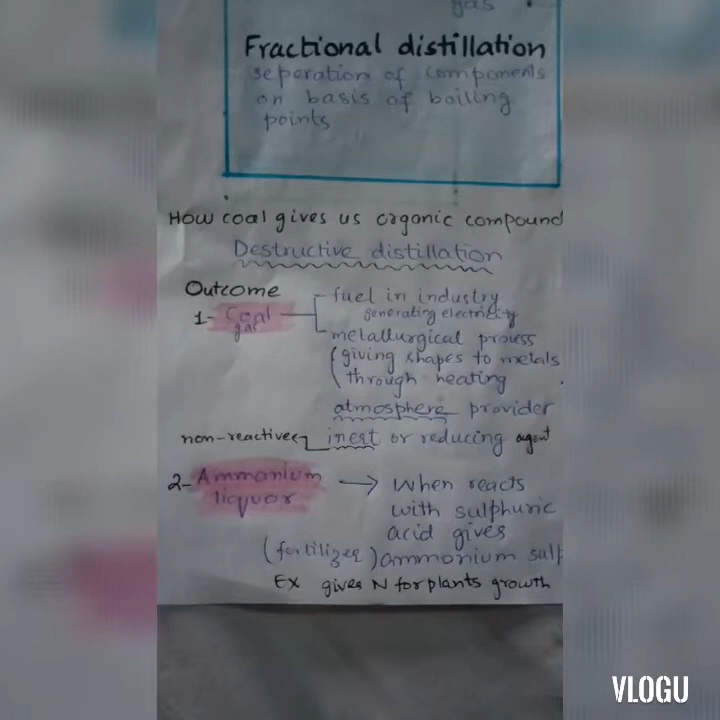 gas
Fractional distillation
separation of components
on basis of boiling
points
How coal gives us organic compound
Destructive distillation
Outcome
1- Coal gas
fuel in industry
generating electricity
metallurgical process
(giving shapes to metals
through heating
atmosphere provider
non-reactive inert or reducing agent
2- Ammonium
liquor
→ When reacts
with sulphuric
acid gives
(fertilizer) ammonium sulp
EX gives N for plants growth
VLOGU